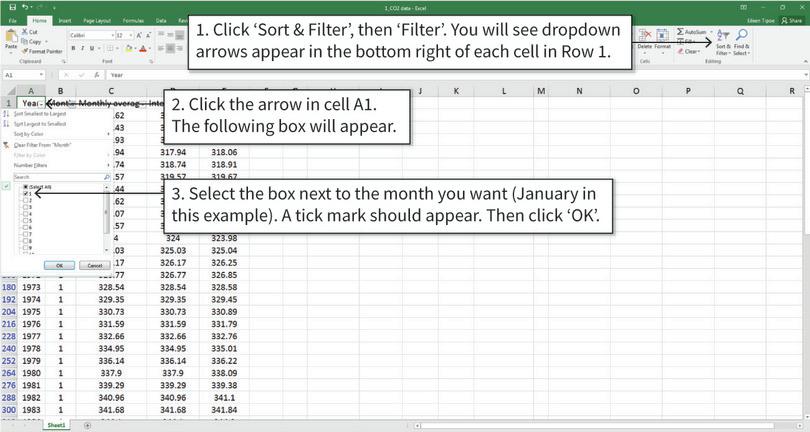 1_CO2 data - Excel
File Home Insert Page Layout Formulas Data
Eileen Tipoe Share
Cut
Copy
Format Painter
Paste
Calibri 12
AutoSum
Fill
Clear
Delete Format
Sort & Find &
Filter Select
Clipboard
Cells
Editing
1. Click ‘Sort & Filter’, then ‘Filter’. You will see dropdown
arrows appear in the bottom right of each cell in Row 1.
A1 fx Year
A B C D E F G H I J K L M N O P Q R
1 Year Month Monthly averag
2. Click the arrow in cell A1.
The following box will appear.
Sort Smallest to Largest
Sort Largest to Smallest
Sort by Color
Clear Filter From "Month"
Filter by Color
Number Filters
Search
(Select All)
1
2
3
4
5
6
7
8
9
OK Cancel
3. Select the box next to the month you want (January in
this example). A tick mark should appear. Then click ‘OK’.
.62
.43
.93
.94 317.94 318.06
.74 318.74 318.91
.57 319.57 319.67
.44
.62
.07
.57
4 324 323.98
.03 325.03 325.04
.17 326.17 326.25
.77 326.77 326.85
180 1973 1 328.54 328.54 328.58
192 1974 1 329.35 329.35 329.45
204 1975 1 330.73 330.73 330.89
216 1976 1 331.59 331.59 331.79
228 1977 1 332.66 332.66 332.76
240 1978 1 334.95 334.95 335.01
252 1979 1 336.14 336.14 336.22
264 1980 1 337.9 337.9 338.09
276 1981 1 339.29 339.29 339.38
288 1982 1 340.96 340.96 341.1
300 1983 1 341.68 341.68 341.84
Sheet1